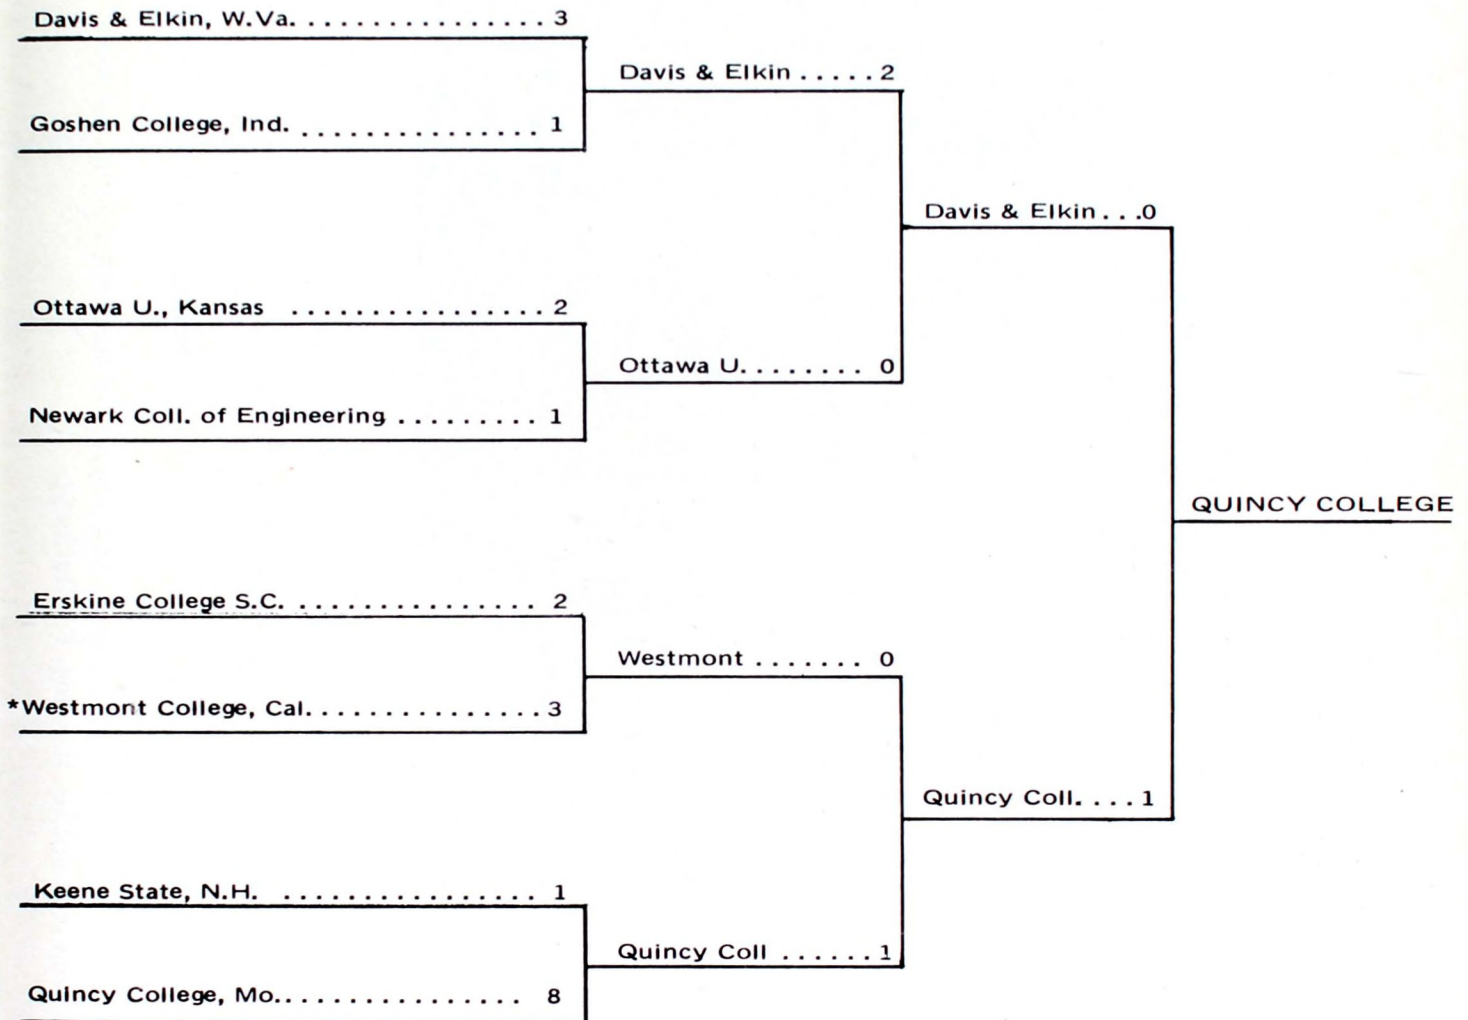 Davis & Elkin, W.Va. . . . . . . . . . . . . . . . 3
Davis & Elkin . . . . . 2
Goshen College, Ind. . . . . . . . . . . . . . . . 1
Davis & Elkin . . .0
Ottawa U., Kansas . . . . . . . . . . . . . . . . 2
Ottawa U. . . . . . . . 0
Newark Coll. of Engineering . . . . . . . . . 1
QUINCY COLLEGE
Erskine College S.C. . . . . . . . . . . . . . . . 2
Westmont . . . . . . . 0
*Westmont College, Cal. . . . . . . . . . . . . . . 3
Quincy Coll. . . . 1
Keene State, N.H. . . . . . . . . . . . . . . . . 1
Quincy Coll . . . . . . 1
Quincy College, Mo.. . . . . . . . . . . . . . . . 8